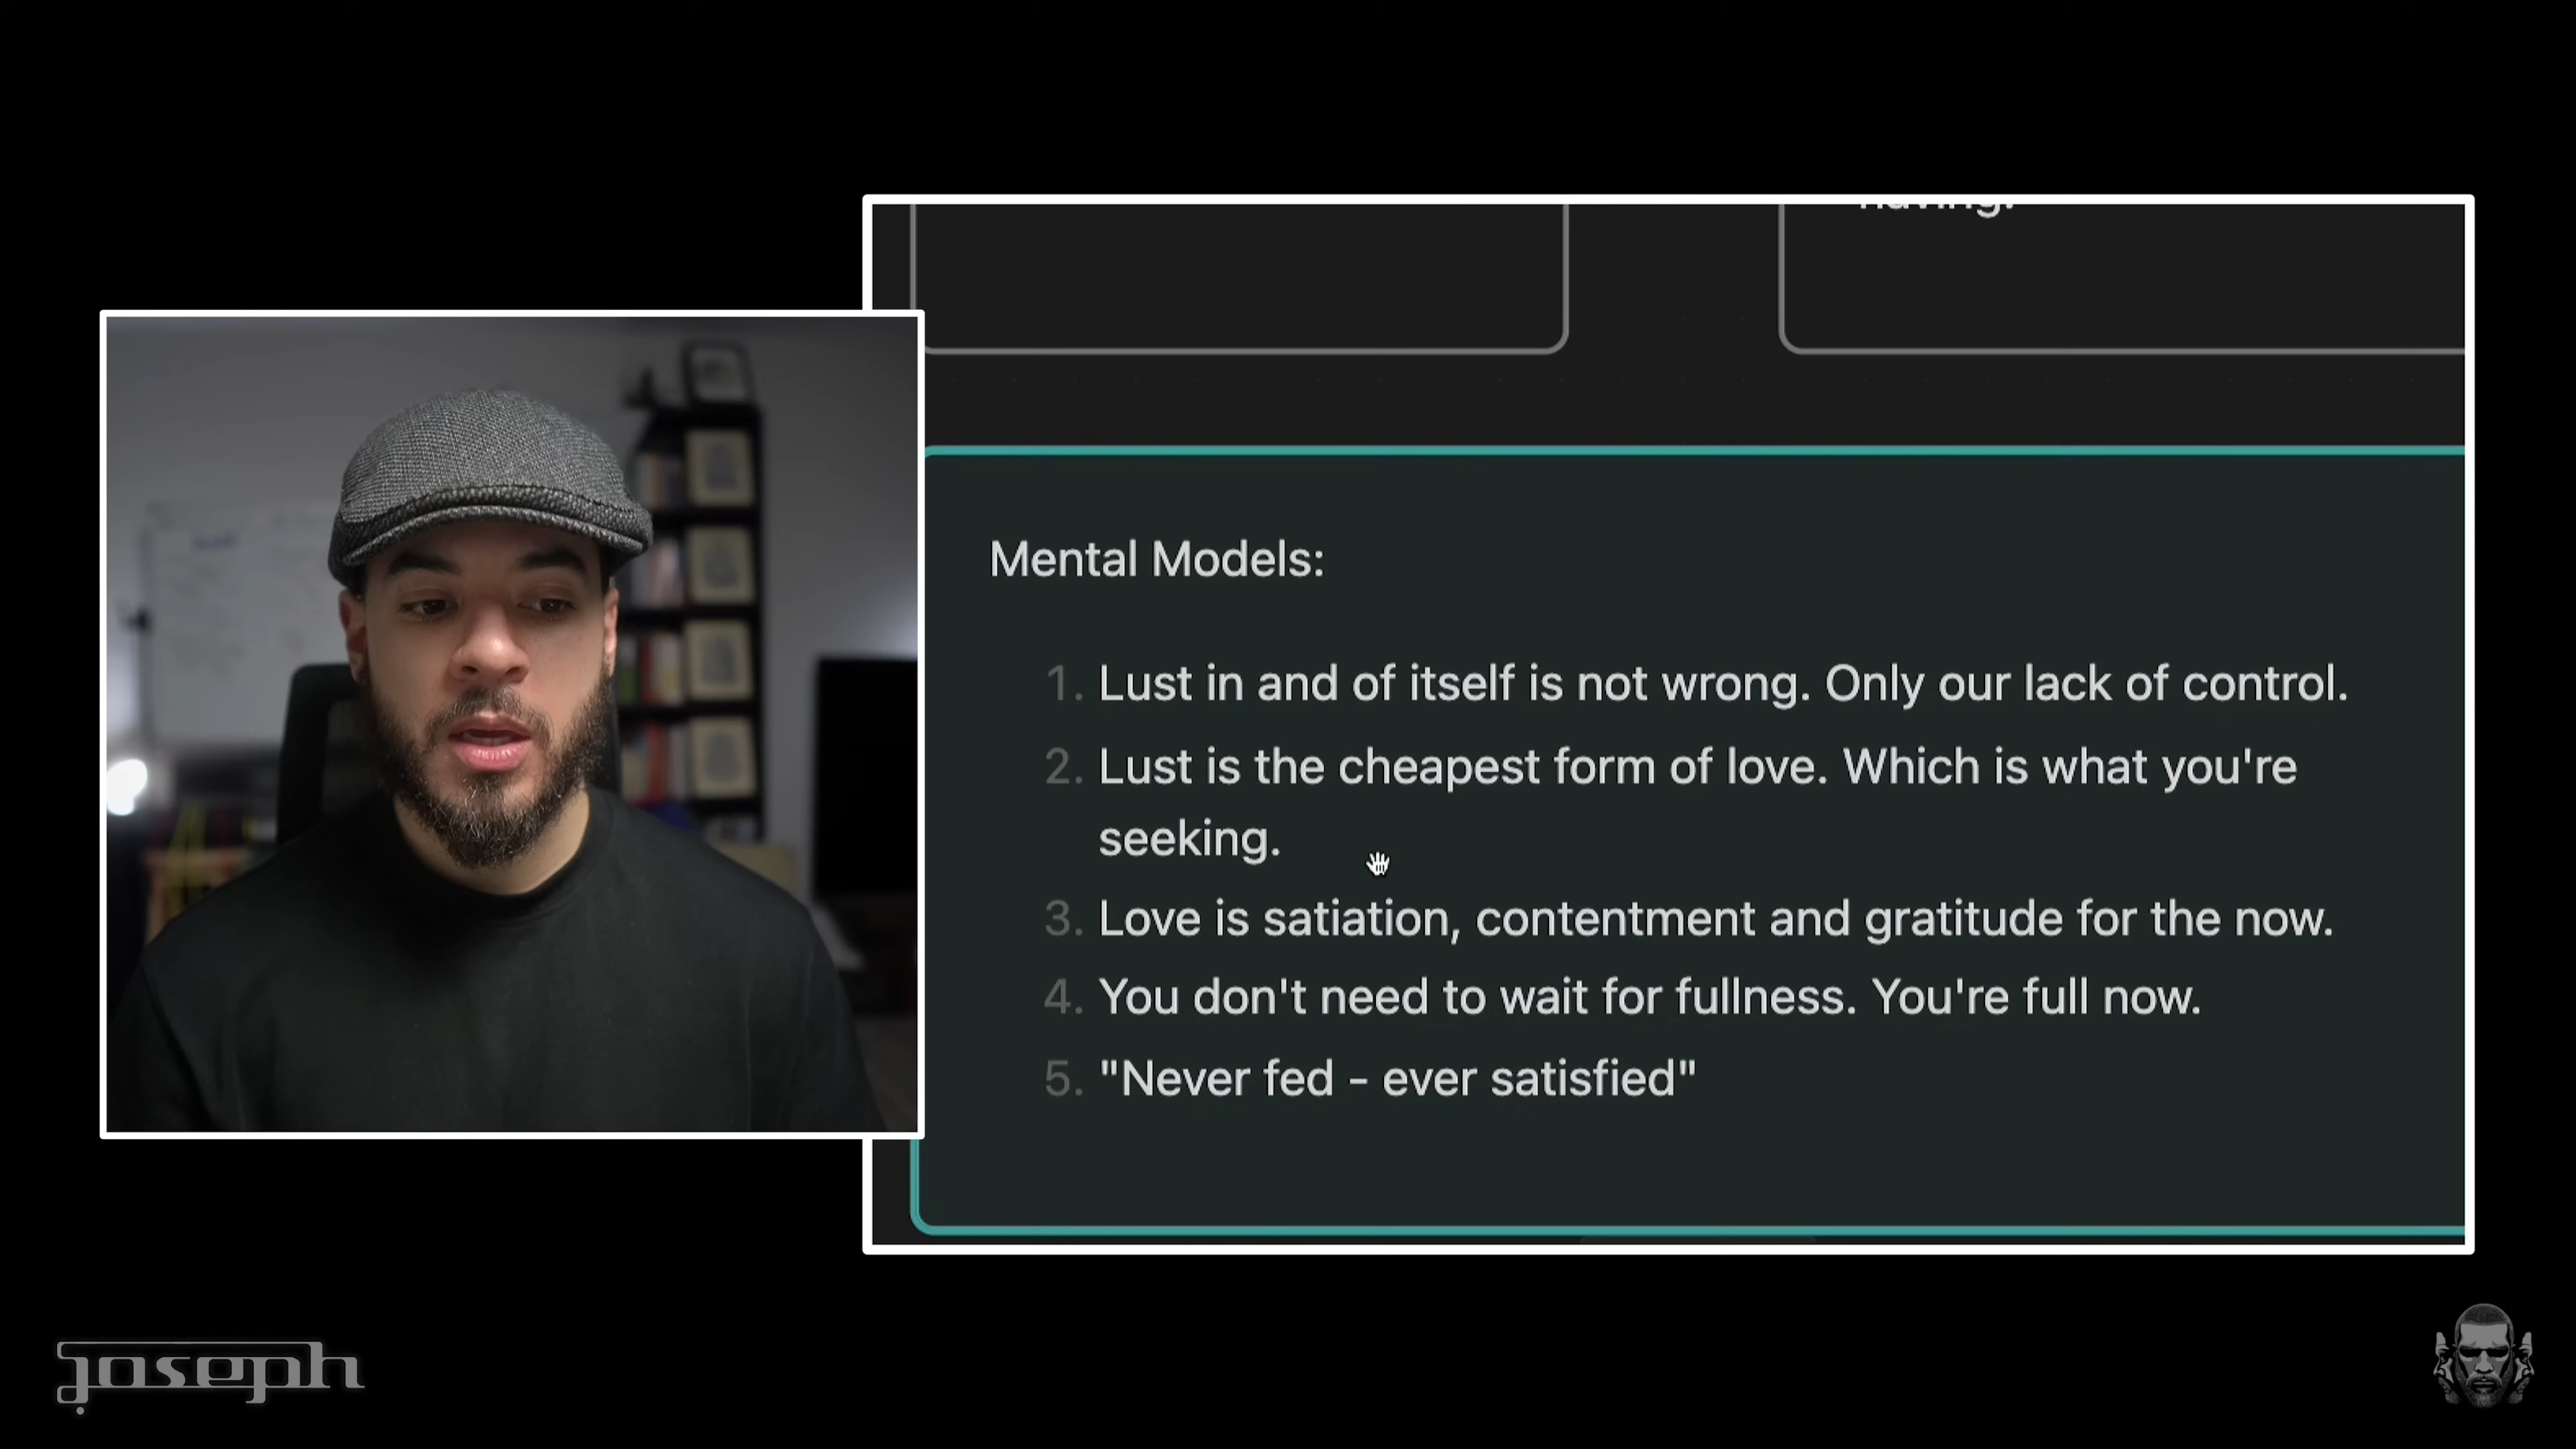 having.
Mental Models:
1. Lust in and of itself is not wrong. Only our lack of control.
2. Lust is the cheapest form of love. Which is what you're
seeking.
3. Love is satiation, contentment and gratitude for the now.
4. You don't need to wait for fullness. You're full now.
5. "Never fed - ever satisfied"
joseph